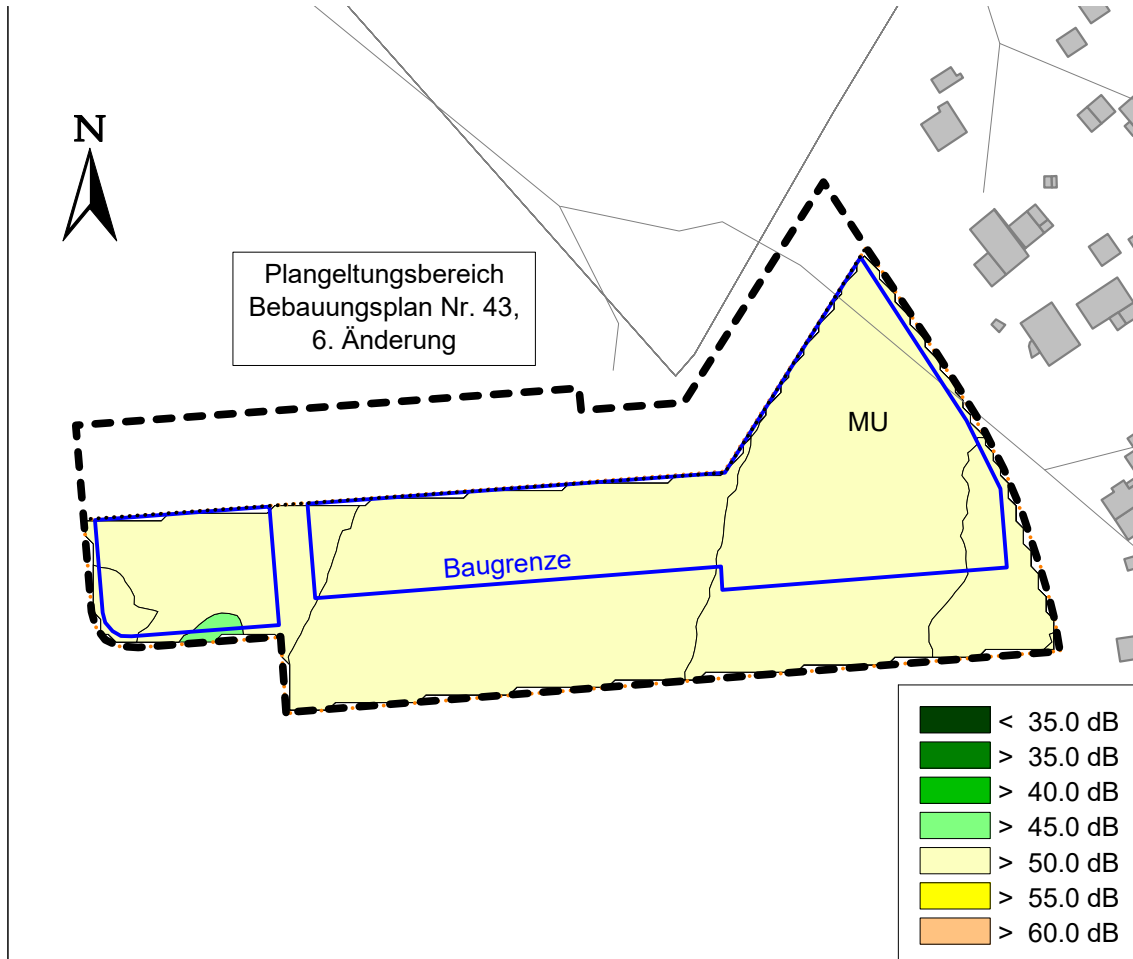 N
Plangeltungsbereich
Bebauungsplan Nr. 43,
6. Änderung
MU
Baugrenze
< 35.0 dB
> 35.0 dB
> 40.0 dB
> 45.0 dB
> 50.0 dB
> 55.0 dB
> 60.0 dB